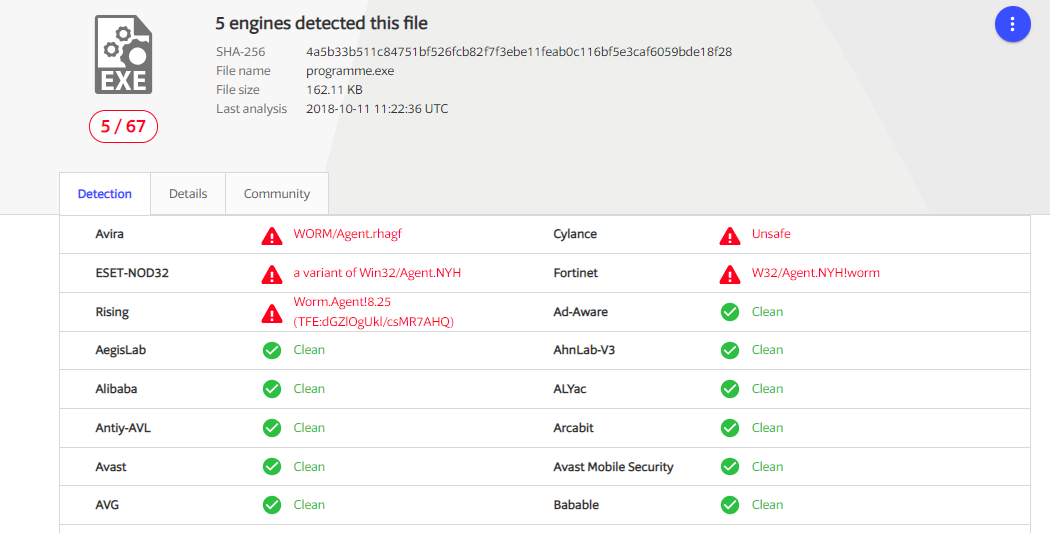 5 engines detected this file
SHA-256 4a5b33b511c84751bf526fcb82f7f3ebe11feab0c116bf5e3caf6059bde18f28
File name programme.exe
File size 162.11 KB
Last analysis 2018-10-11 11:22:36 UTC
EXE
5 / 67
Detection Details Community
Avira WORM/Agent.rhagf Cylance Unsafe
ESET-NOD32 a variant of Win32/Agent.NYH Fortinet W32/Agent.NYH!worm
Rising Worm.Agent!8.25 Ad-Aware Clean
(TFE:dGZlOgUkl/csMR7AHQ)
AegisLab Clean AhnLab-V3 Clean
Alibaba Clean ALYac Clean
Antiy-AVL Clean Arcabit Clean
Avast Clean Avast Mobile Security Clean
AVG Clean Babable Clean